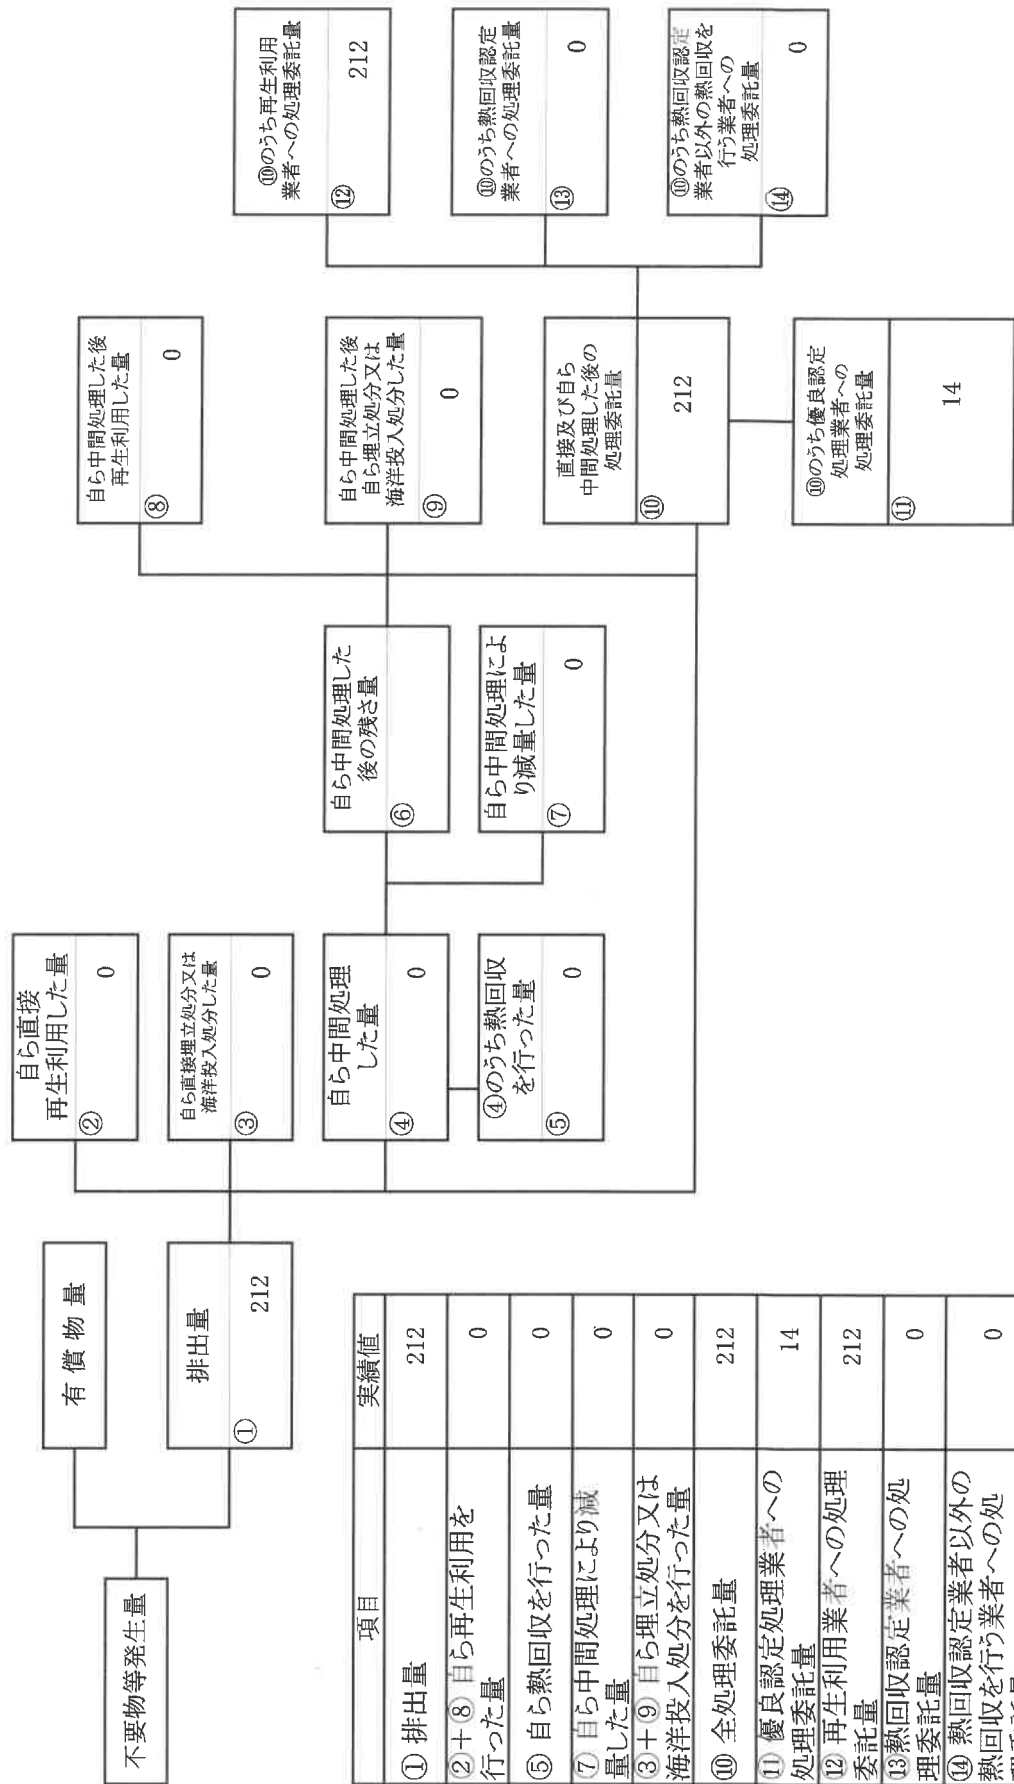 不要物等発生量
有償物量
排出量
①
212
自ら直接
再生利用した量
②
0
自ら直接埋立処分又は
海洋投入処分した量
③
0
自ら中間処理
した量
④
0
④のうち熱回収
を行った量
⑤
0
自ら中間処理した
後の残さ量
⑥
自ら中間処理によ
り減量した量
⑦
0
自ら中間処理した後
再生利用した量
⑧
0
自ら中間処理した後
自ら埋立処分又は
海洋投入処分した量
⑨
0
直接及び自ら
中間処理した後の
処理委託量
⑩
212
⑩のうち優良認定
処理業者への
処理委託量
⑪
14
⑩のうち再生利用
業者への処理委託量
⑫
212
⑩のうち熱回収認定
業者への処理委託量
⑬
0
⑩のうち熱回収認定
業者以外の熱回収を
行う業者への
処理委託量
⑭
0
項目 実績値
① 排出量 212
②+⑧ 自ら再生利用を
行った量 0
⑤ 自ら熱回収を行った量 0
⑦ 自ら中間処理により減
量した量 0
③+⑨ 自ら埋立処分又は
海洋投入処分を行った量 0
⑩ 全処理委託量 212
⑪ 優良認定処理業者への
処理委託量 14
⑫ 再生利用業者への処理
委託量 212
⑬熱回収認定業者への処
理委託量 0
⑭ 熱回収認定業者以外の
熱回収を行う業者への処 0